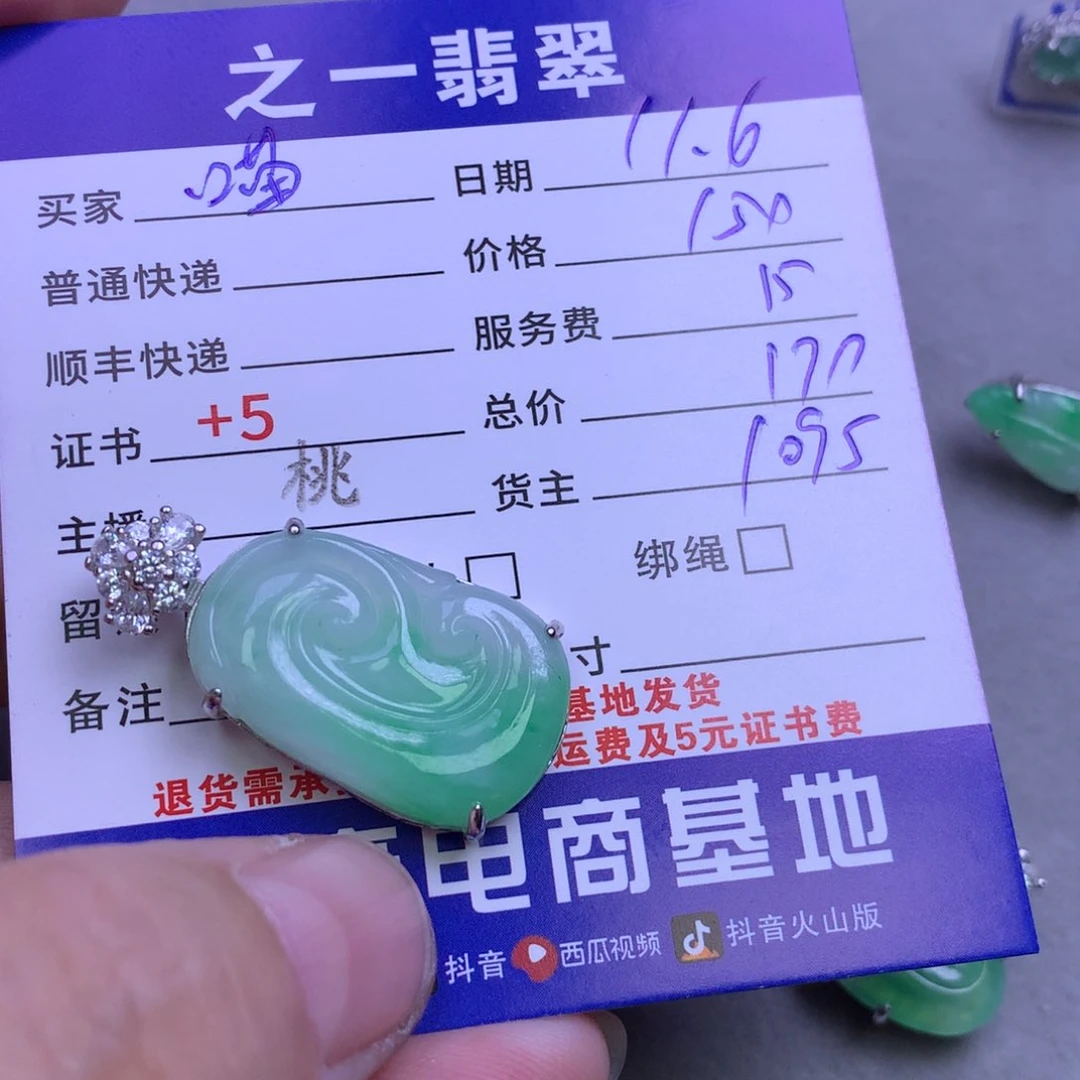 之一翡翠
买家 喵 日期 11.6
普通快递 价格 150
顺丰快递 服务费 15
证书 +5 总价 170
主播 桃 货主 1095
留 绑绳
备注 寸
基地发货
退货需承 运费及5元证书费
电商基地
抖音 西瓜视频 抖音火山版